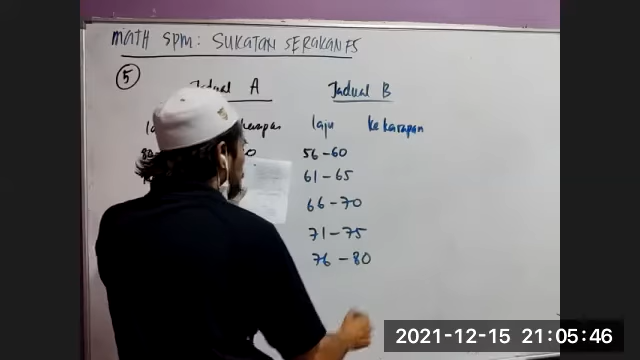 MATH SPM: SUKATAN SERAKAN F5
5
Jadual A Jadual B
laju kekerapan
56-60
61-65
66-70
71-75
76-80
2021-12-15 21:05:46